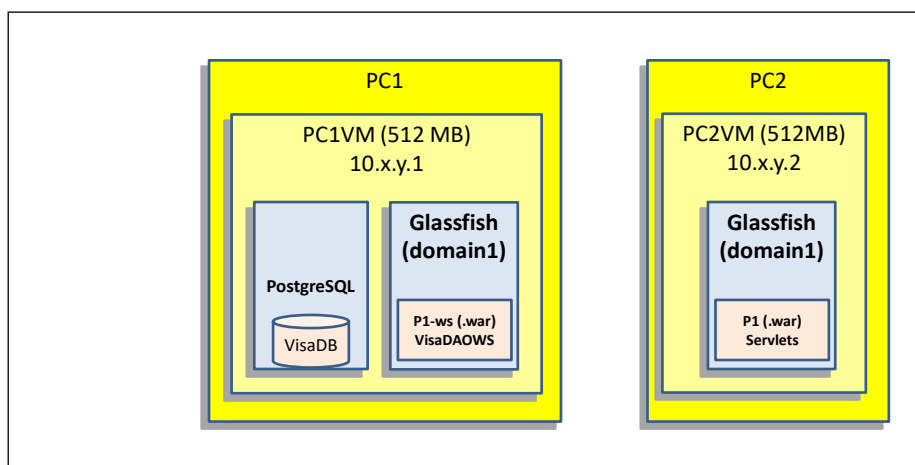 PC1
PC1VM (512 MB)
10.x.y.1
PostgreSQL
VisaDB
Glassfish
(domain1)
P1-ws (.war)
VisaDAOWS
PC2
PC2VM (512MB)
10.x.y.2
Glassfish
(domain1)
P1 (.war)
Servlets